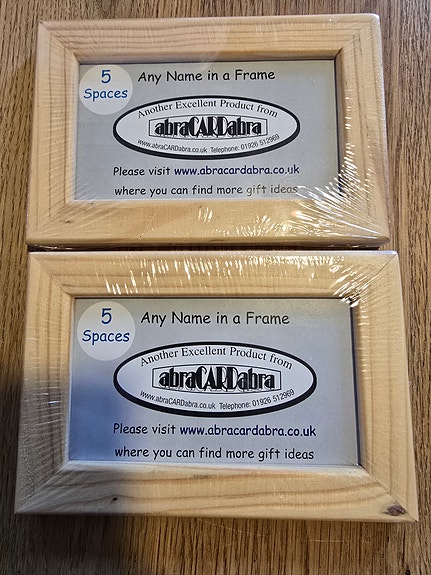 5
Spaces
Any Name in a Frame
Another Excellent Product from
abraCARDabra
www.abraCARDabra.co.uk Telephone: 01926 512969
Please visit www.abracardabra.co.uk
where you can find more gift ideas
5
Spaces
Any Name in a Frame
Another Excellent Product from
abraCARDabra
www.abraCARDabra.co.uk Telephone: 01926 512969
Please visit www.abracardabra.co.uk
where you can find more gift ideas